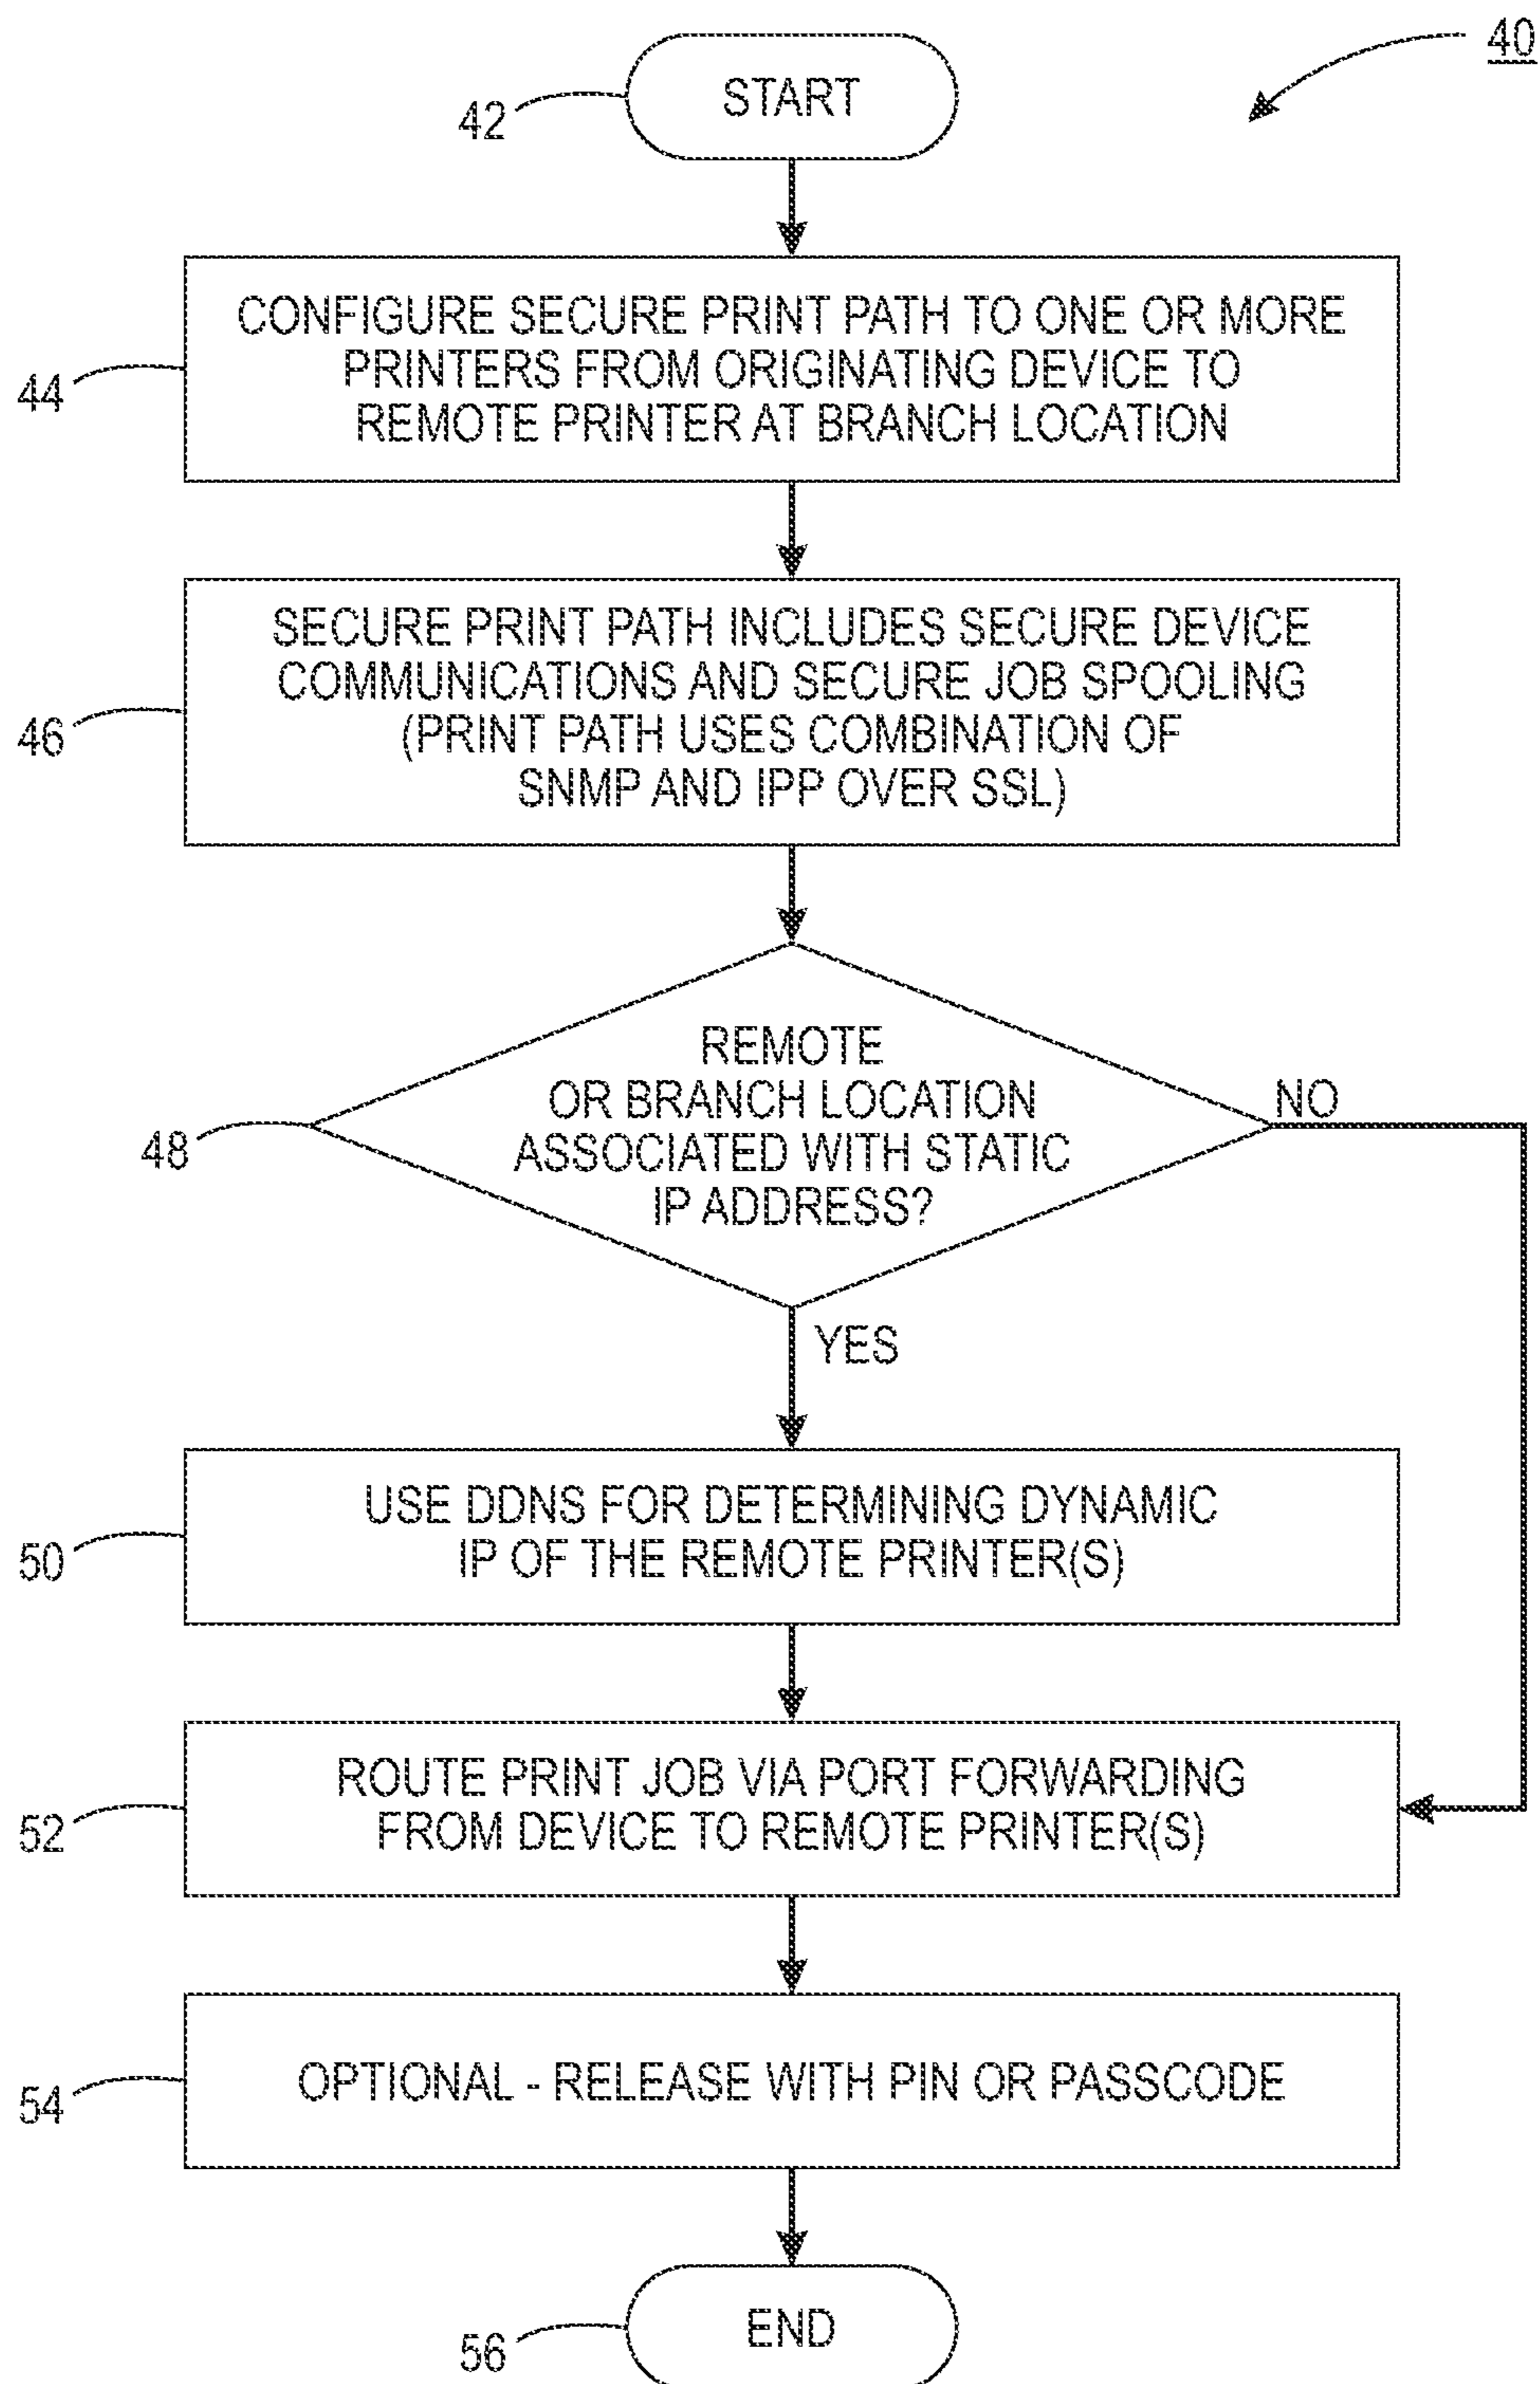 40
42
START
44
CONFIGURE SECURE PRINT PATH TO ONE OR MORE
PRINTERS FROM ORIGINATING DEVICE TO
REMOTE PRINTER AT BRANCH LOCATION
46
SECURE PRINT PATH INCLUDES SECURE DEVICE
COMMUNICATIONS AND SECURE JOB SPOOLING
(PRINT PATH USES COMBINATION OF
SNMP AND IPP OVER SSL)
48
REMOTE
OR BRANCH LOCATION
ASSOCIATED WITH STATIC
IP ADDRESS?
NO
YES
50
USE DDNS FOR DETERMINING DYNAMIC
IP OF THE REMOTE PRINTER(S)
52
ROUTE PRINT JOB VIA PORT FORWARDING
FROM DEVICE TO REMOTE PRINTER(S)
54
OPTIONAL - RELEASE WITH PIN OR PASSCODE
56
END